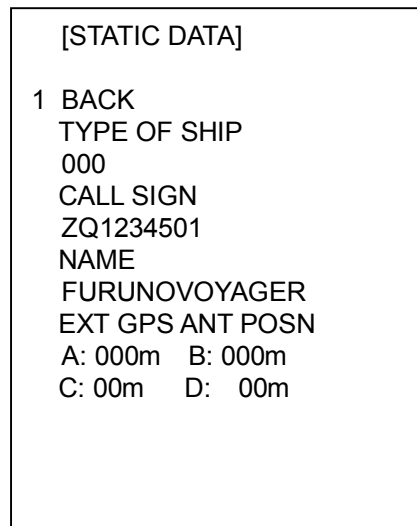 [STATIC DATA]
1 BACK
TYPE OF SHIP
000
CALL SIGN
ZQ1234501
NAME
FURUNOVOYAGER
EXT GPS ANT POSN
A: 000m B: 000m
C: 00m D: 00m